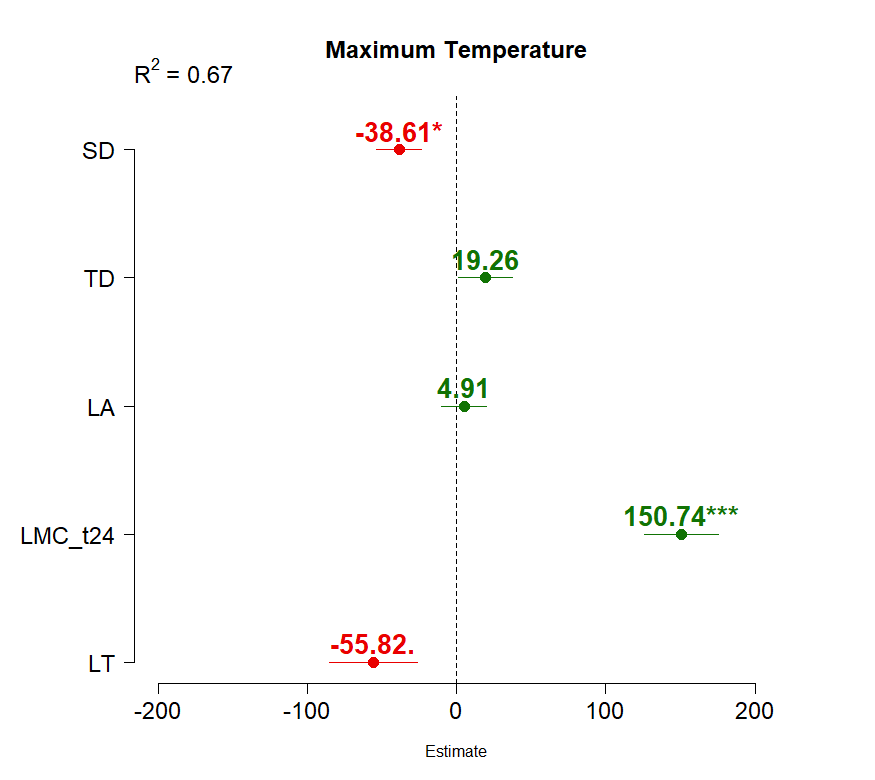 Maximum Temperature
R2 = 0.67
-38.61*
SD
19.26
TD
4.91
LA
150.74***
LMC_t24
-55.82.
LT
-200 -100 0 100 200
Estimate